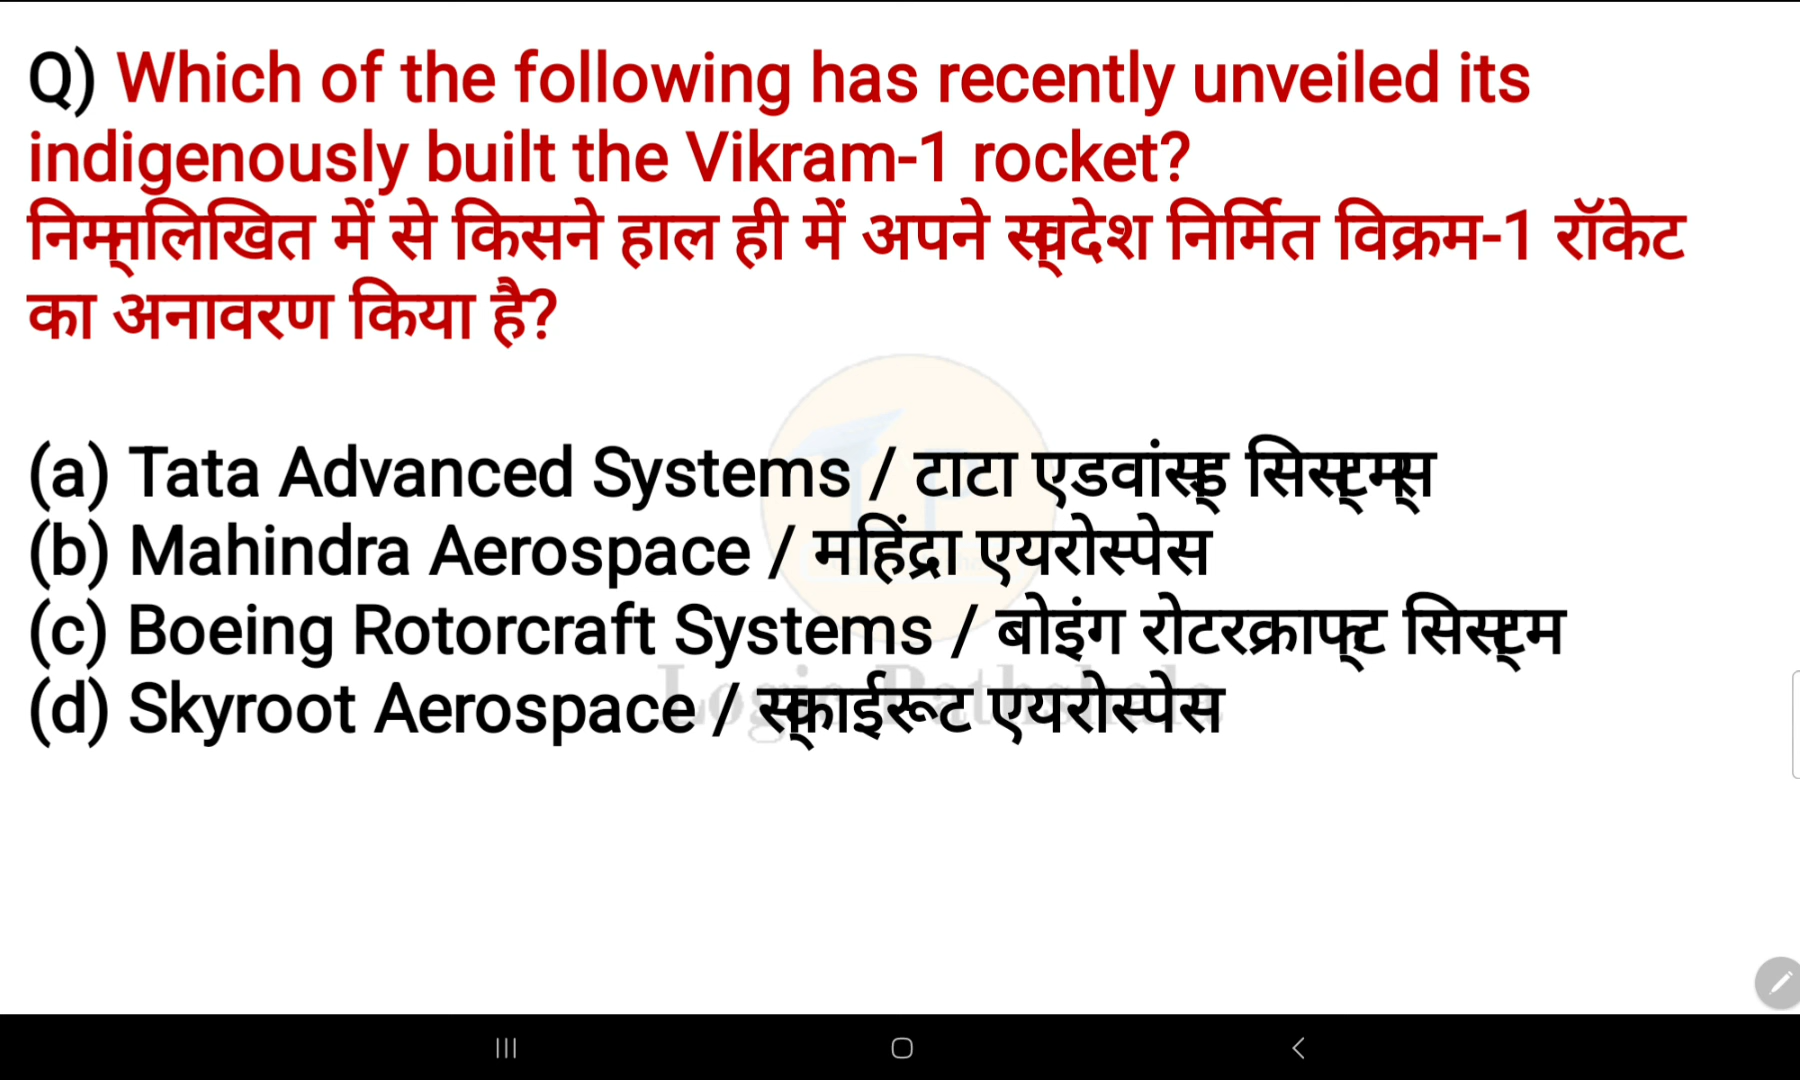 Q) Which of the following has recently unveiled its
indigenously built the Vikram-1 rocket?
निम्नलिखित में से किसने हाल ही में अपने स्वदेश निर्मित विक्रम-1 रॉकेट
का अनावरण किया है?
(a) Tata Advanced Systems / टाटा एडवांस्ड सिस्टम्स
(b) Mahindra Aerospace / महिंद्रा एयरोस्पेस
(c) Boeing Rotorcraft Systems / बोइंग रोटरक्राफ्ट सिस्टम
(d) Skyroot Aerospace / स्काईरूट एयरोस्पेस
Logic Pathshala